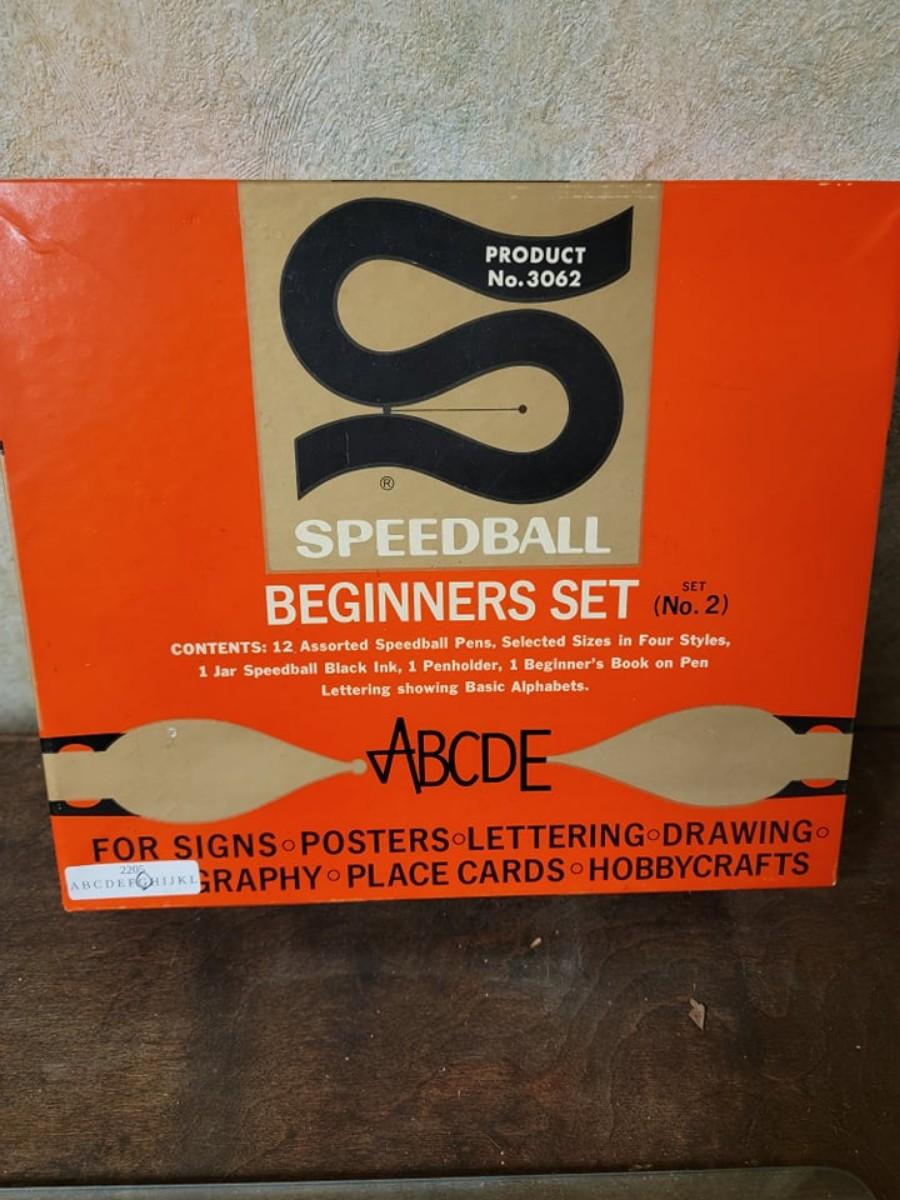 PRODUCT
No. 3062
®
SPEEDBALL
BEGINNERS SET
SET
(No. 2)
CONTENTS: 12 Assorted Speedball Pens, Selected Sizes in Four Styles,
1 Jar Speedball Black Ink, 1 Penholder, 1 Beginner's Book on Pen
Lettering showing Basic Alphabets.
ABCDE
FOR SIGNS◦POSTERS◦LETTERING◦DRAWING◦
GRAPHY◦PLACE CARDS◦HOBBYCRAFTS
2205
ABCDEFGHIJKL